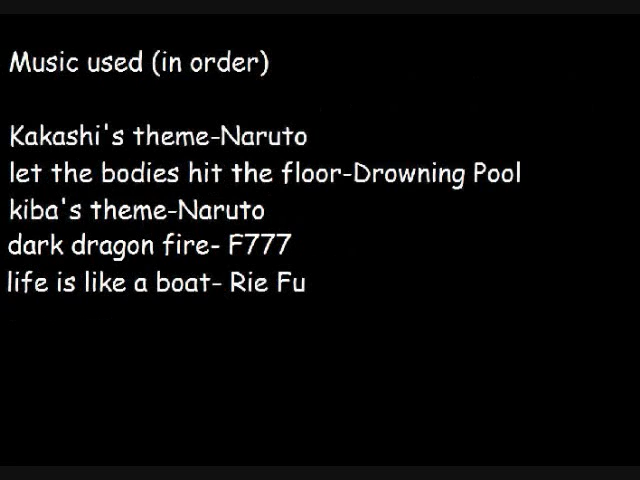 Music used (in order)
Kakashi's theme-Naruto
let the bodies hit the floor-Drowning Pool
kiba's theme-Naruto
dark dragon fire- F777
life is like a boat- Rie Fu